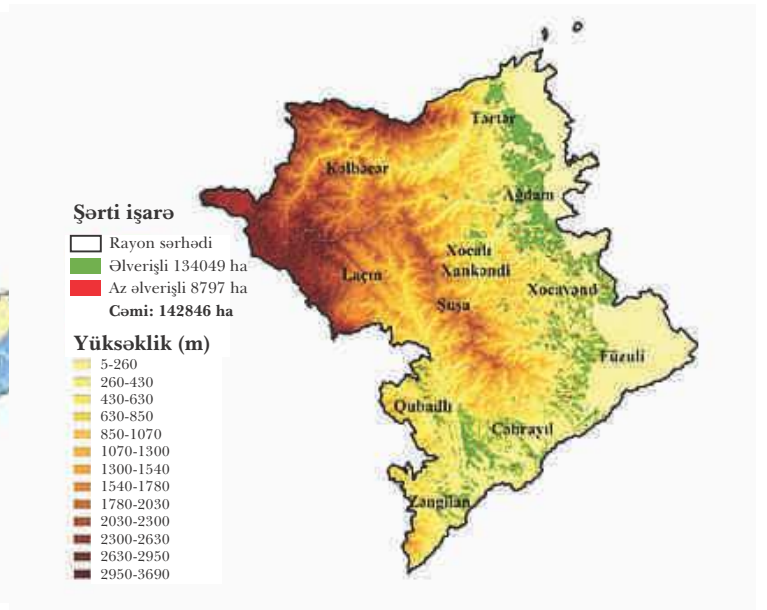 Tərtər
Kəlbəcər
Ağdam
Şərti işarə
Rayon sərhədi
Əlverişli 134049 ha
Az əlverişli 8797 ha
Cəmi: 142846 ha
Xocalı
Xankəndi
Laçın
Xocavənd
Şuşa
Yüksəklik (m)
5-260
260-430
430-630
630-850
850-1070
1070-1300
1300-1540
1540-1780
1780-2030
2030-2300
2300-2630
2630-2950
2950-3690
Füzuli
Qubadlı
Cəbrayıl
Zəngilan